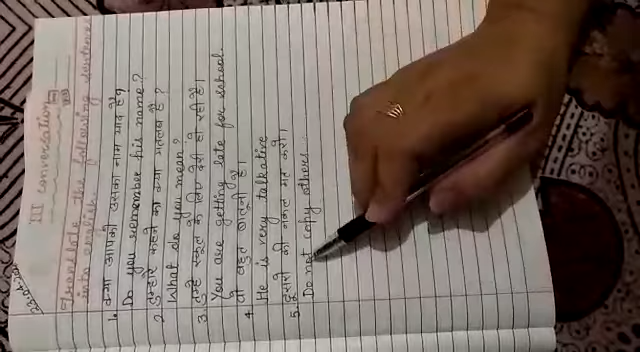 III conversation
Translate the following sentence
into english.
1. क्या आपको उसका नाम याद है?
Do you remember his name?
2. तुम्हारे कहने का क्या मतलब है?
What do you mean?
3. तुम्हे स्कूल के लिए देरी हो रही है।
You are getting late for school.
4. वो बहुत बातूनी है।
He is very talkative
5. दूसरों की नकल मत करो।
Do not copy others